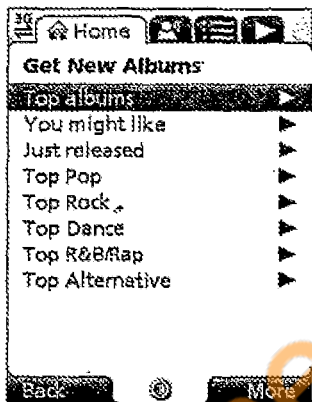 3G
Home
Get New Albums
Top albums
You might like
Just released
Top Pop
Top Rock
Top Dance
Top R&B/Rap
Top Alternative
Back More